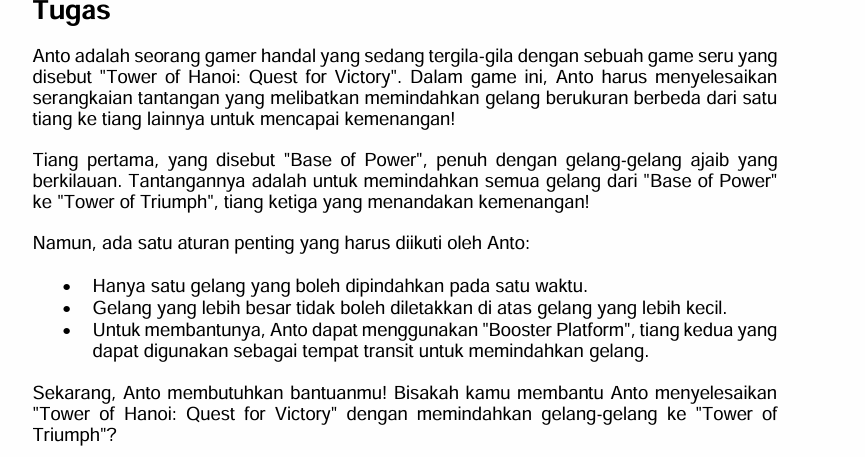 Tugas
Anto adalah seorang gamer handal yang sedang tergila-gila dengan sebuah game seru yang
disebut "Tower of Hanoi: Quest for Victory". Dalam game ini, Anto harus menyelesaikan
serangkaian tantangan yang melibatkan memindahkan gelang berukuran berbeda dari satu
tiang ke tiang lainnya untuk mencapai kemenangan!
Tiang pertama, yang disebut "Base of Power", penuh dengan gelang-gelang ajaib yang
berkilauan. Tantangannya adalah untuk memindahkan semua gelang dari "Base of Power"
ke "Tower of Triumph", tiang ketiga yang menandakan kemenangan!
Namun, ada satu aturan penting yang harus diikuti oleh Anto:
• Hanya satu gelang yang boleh dipindahkan pada satu waktu.
• Gelang yang lebih besar tidak boleh diletakkan di atas gelang yang lebih kecil.
• Untuk membantunya, Anto dapat menggunakan "Booster Platform", tiang kedua yang
dapat digunakan sebagai tempat transit untuk memindahkan gelang.
Sekarang, Anto membutuhkan bantuanmu! Bisakah kamu membantu Anto menyelesaikan
"Tower of Hanoi: Quest for Victory" dengan memindahkan gelang-gelang ke "Tower of
Triumph"?